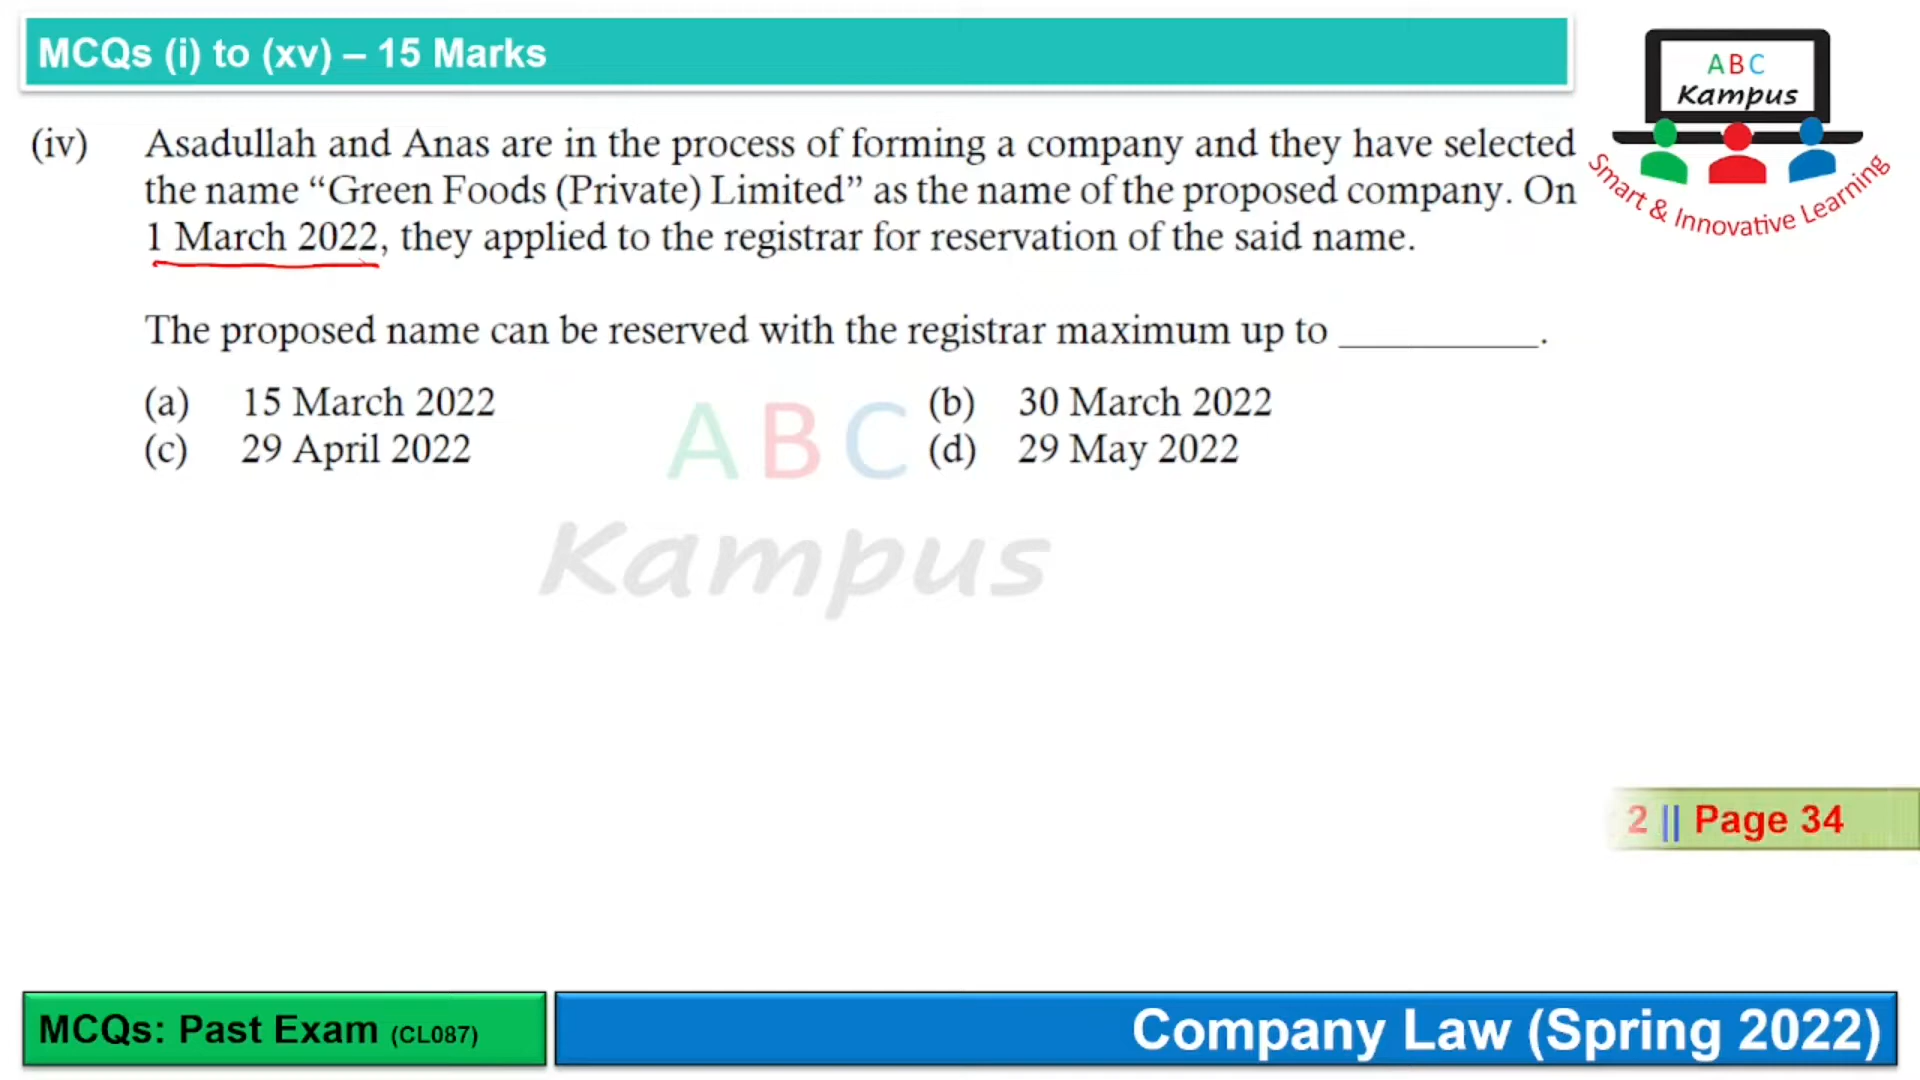 MCQs (i) to (xv) – 15 Marks
A B C
Kampus
Smart & Innovative Learning
(iv) Asadullah and Anas are in the process of forming a company and they have selected
the name “Green Foods (Private) Limited” as the name of the proposed company. On
1 March 2022, they applied to the registrar for reservation of the said name.
The proposed name can be reserved with the registrar maximum up to __________.
(a) 15 March 2022 (b) 30 March 2022
(c) 29 April 2022 (d) 29 May 2022
A B C
Kampus
2 || Page 34
MCQs: Past Exam (CL087)
Company Law (Spring 2022)